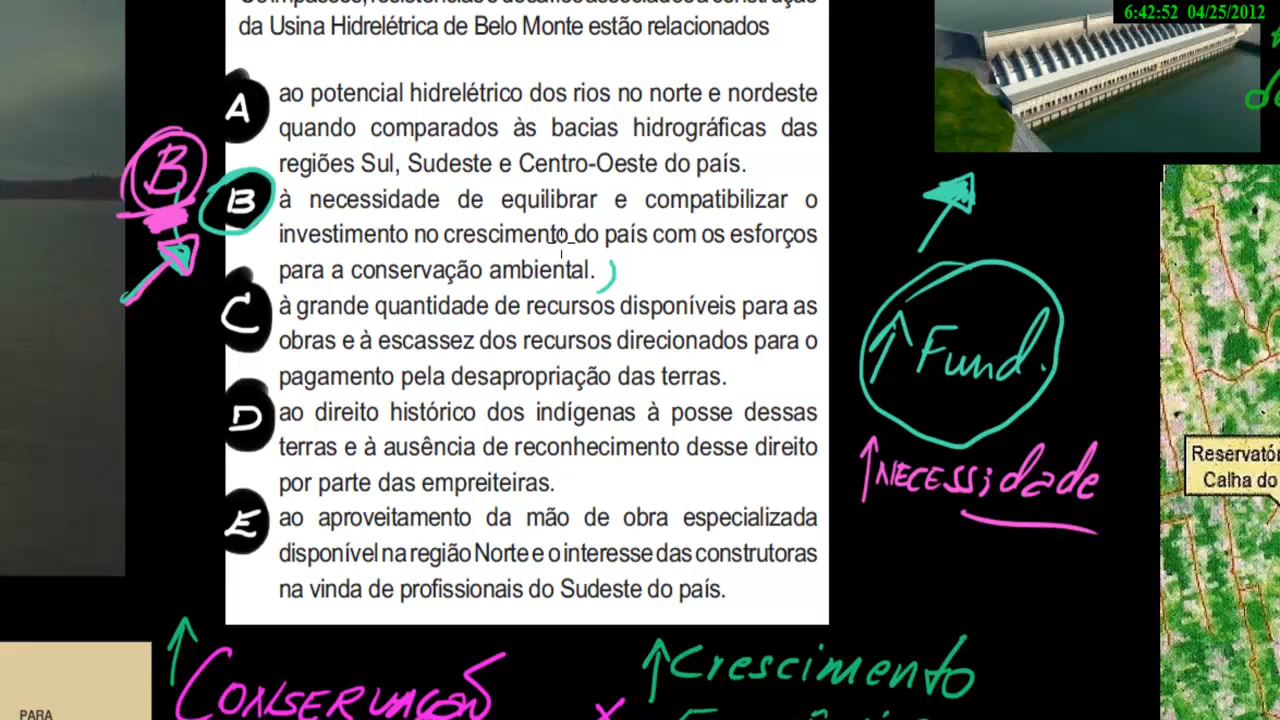 da Usina Hidrelétrica de Belo Monte estão relacionados
6:42:52 04/25/2012
A
ao potencial hidrelétrico dos rios no norte e nordeste
quando comparados às bacias hidrográficas das
regiões Sul, Sudeste e Centro-Oeste do país.
B
B
à necessidade de equilibrar e compatibilizar o
investimento no crescimento do país com os esforços
para a conservação ambiental.
C
à grande quantidade de recursos disponíveis para as
obras e à escassez dos recursos direcionados para o
pagamento pela desapropriação das terras.
D
ao direito histórico dos indígenas à posse dessas
terras e à ausência de reconhecimento desse direito
por parte das empreiteiras.
E
ao aproveitamento da mão de obra especializada
disponível na região Norte e o interesse das construtoras
na vinda de profissionais do Sudeste do país.
↑ Fund.
↑ NECESSidade
Reservató
Calha do
↑ CONSERVAÇÃO
x
↑ Crescimento
PARA